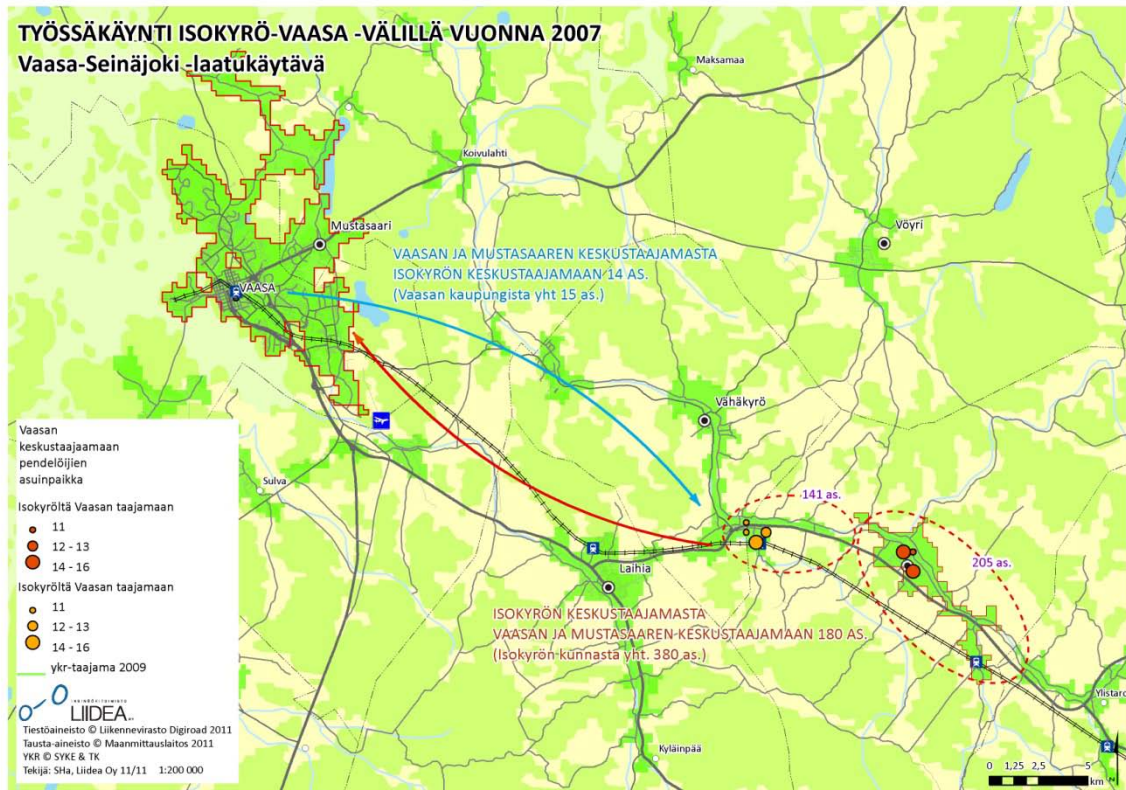 TYÖSSÄKÄYNTI ISOKYRÖ-VAASA -VÄLILLÄ VUONNA 2007
Vaasa-Seinäjoki -laatukäytävä
Maksamaa
Koivulahti
Mustasaari
Vöyri
VAASAN JA MUSTASAAREN KESKUSTAAJAMASTA
ISOKYRÖN KESKUSTAAJAMAAN 14 AS.
(Vaasan kaupungista yht 15 as.)
VAASA
Vähäkyrö
Sulva
141 as.
205 as.
Laihia
ISOKYRÖN KESKUSTAAJAMASTA
VAASAN JA MUSTASAAREN KESKUSTAAJAMAAN 180 AS.
(Isokyrön kunnasta yht. 380 as.)
Ylistaro
Kyläinpää
Vaasan
keskustaajaamaan
pendelöijien
asuinpaikka
Isokyröltä Vaasan taajamaan
11
12 - 13
14 - 16
Isokyröltä Vaasan taajamaan
11
12 - 13
14 - 16
ykr-taajama 2009
INSINÖÖRITOIMISTO
LIIDEA
Tiestöaineisto © Liikennevirasto Digiroad 2011
Tausta-aineisto © Maanmittauslaitos 2011
YKR © SYKE & TK
Tekijä: SHa, Liidea Oy 11/11 1:200 000
0 1,25 2,5 5
km